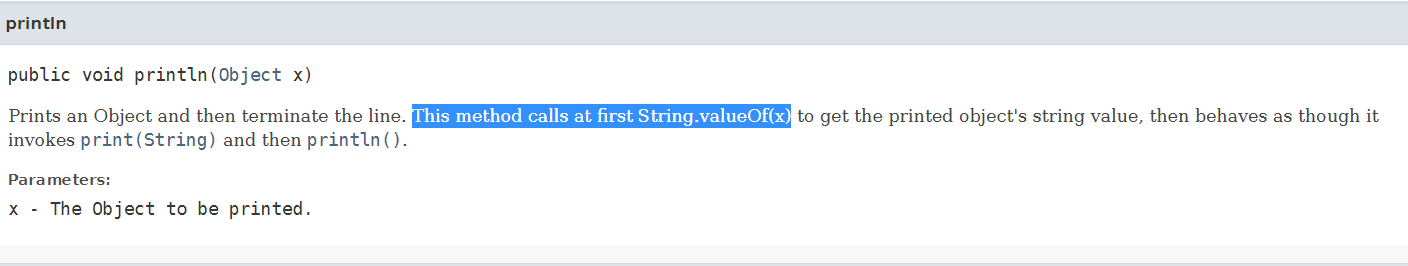 println
public void println(Object x)
Prints an Object and then terminate the line. This method calls at first String.valueOf(x) to get the printed object's string value, then behaves as though it
invokes print(String) and then println().
Parameters:
x - The Object to be printed.